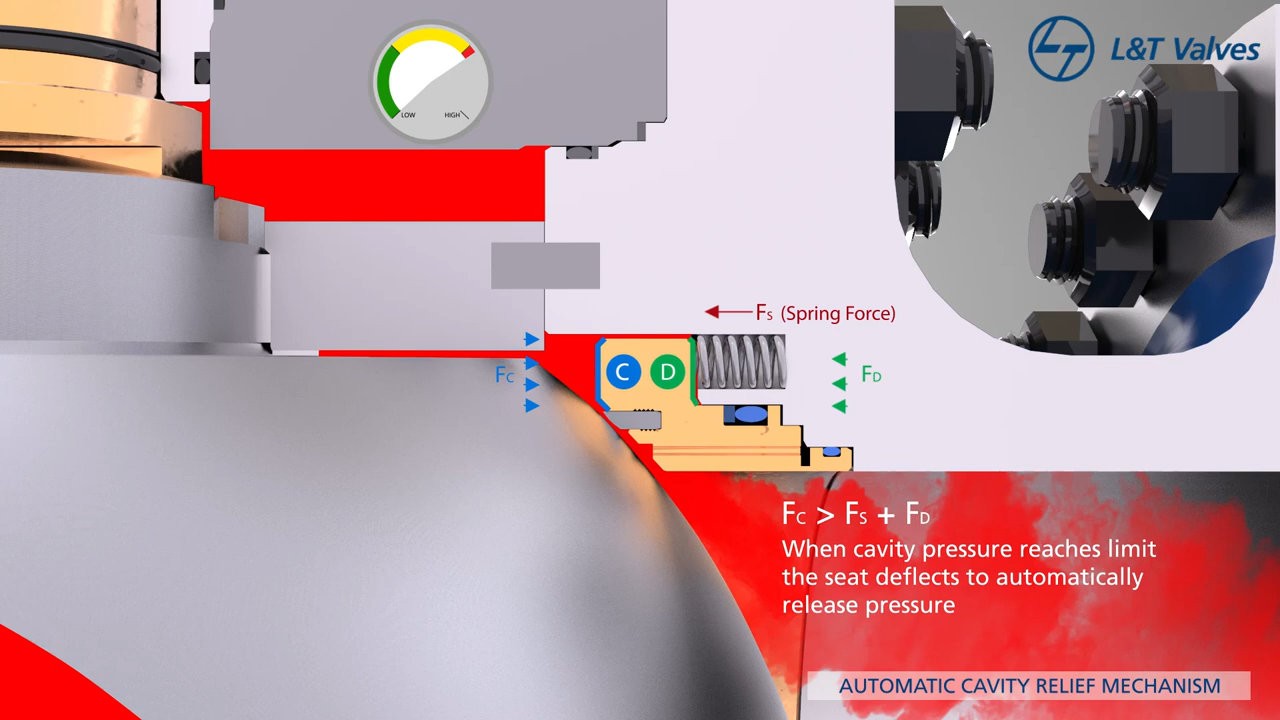 L&T Valves
LOW HIGH
Fs (Spring Force)
C D
Fc
FD
Fc > Fs + FD
When cavity pressure reaches limit
the seat deflects to automatically
release pressure
AUTOMATIC CAVITY RELIEF MECHANISM